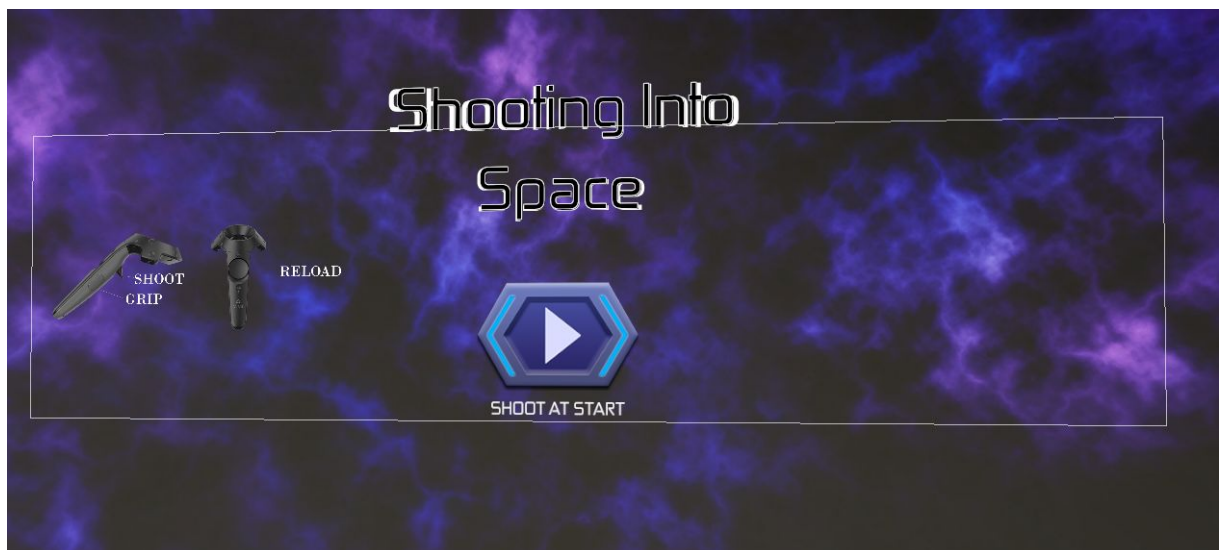 Shooting Into
Space
SHOOT
GRIP
RELOAD
SHOOT AT START